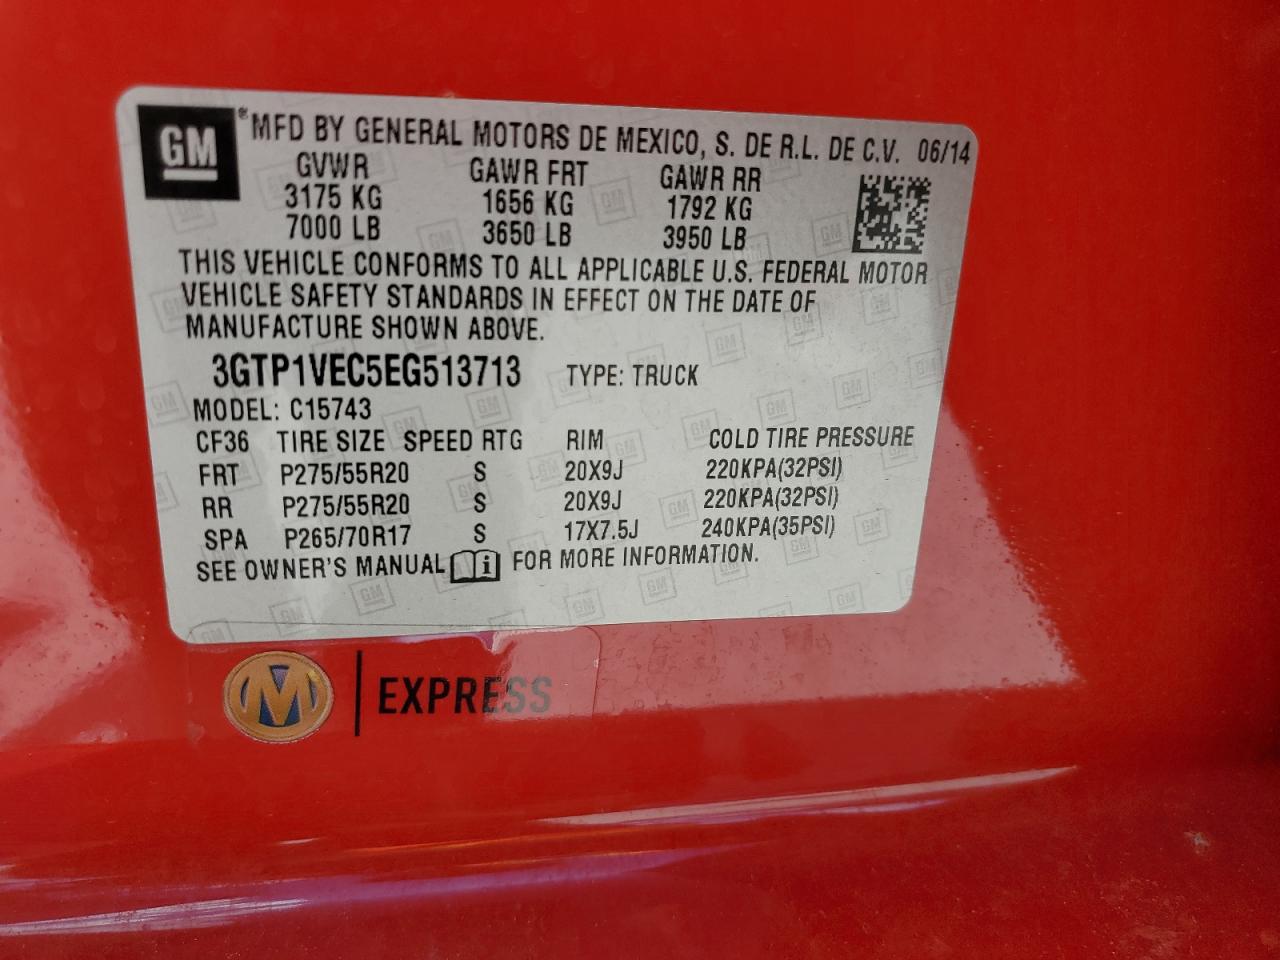 GM ® MFD BY GENERAL MOTORS DE MEXICO, S. DE R.L. DE C.V. 06/14
GVWR GAWR FRT GAWR RR
3175 KG 1656 KG 1792 KG
7000 LB 3650 LB 3950 LB
THIS VEHICLE CONFORMS TO ALL APPLICABLE U.S. FEDERAL MOTOR
VEHICLE SAFETY STANDARDS IN EFFECT ON THE DATE OF
MANUFACTURE SHOWN ABOVE.
3GTP1VEC5EG513713 TYPE: TRUCK
MODEL: C15743
CF36 TIRE SIZE SPEED RTG RIM COLD TIRE PRESSURE
FRT P275/55R20 S 20X9J 220KPA(32PSI)
RR P275/55R20 S 20X9J 220KPA(32PSI)
SPA P265/70R17 S 17X7.5J 240KPA(35PSI)
SEE OWNER'S MANUAL i FOR MORE INFORMATION.
M EXPRESS